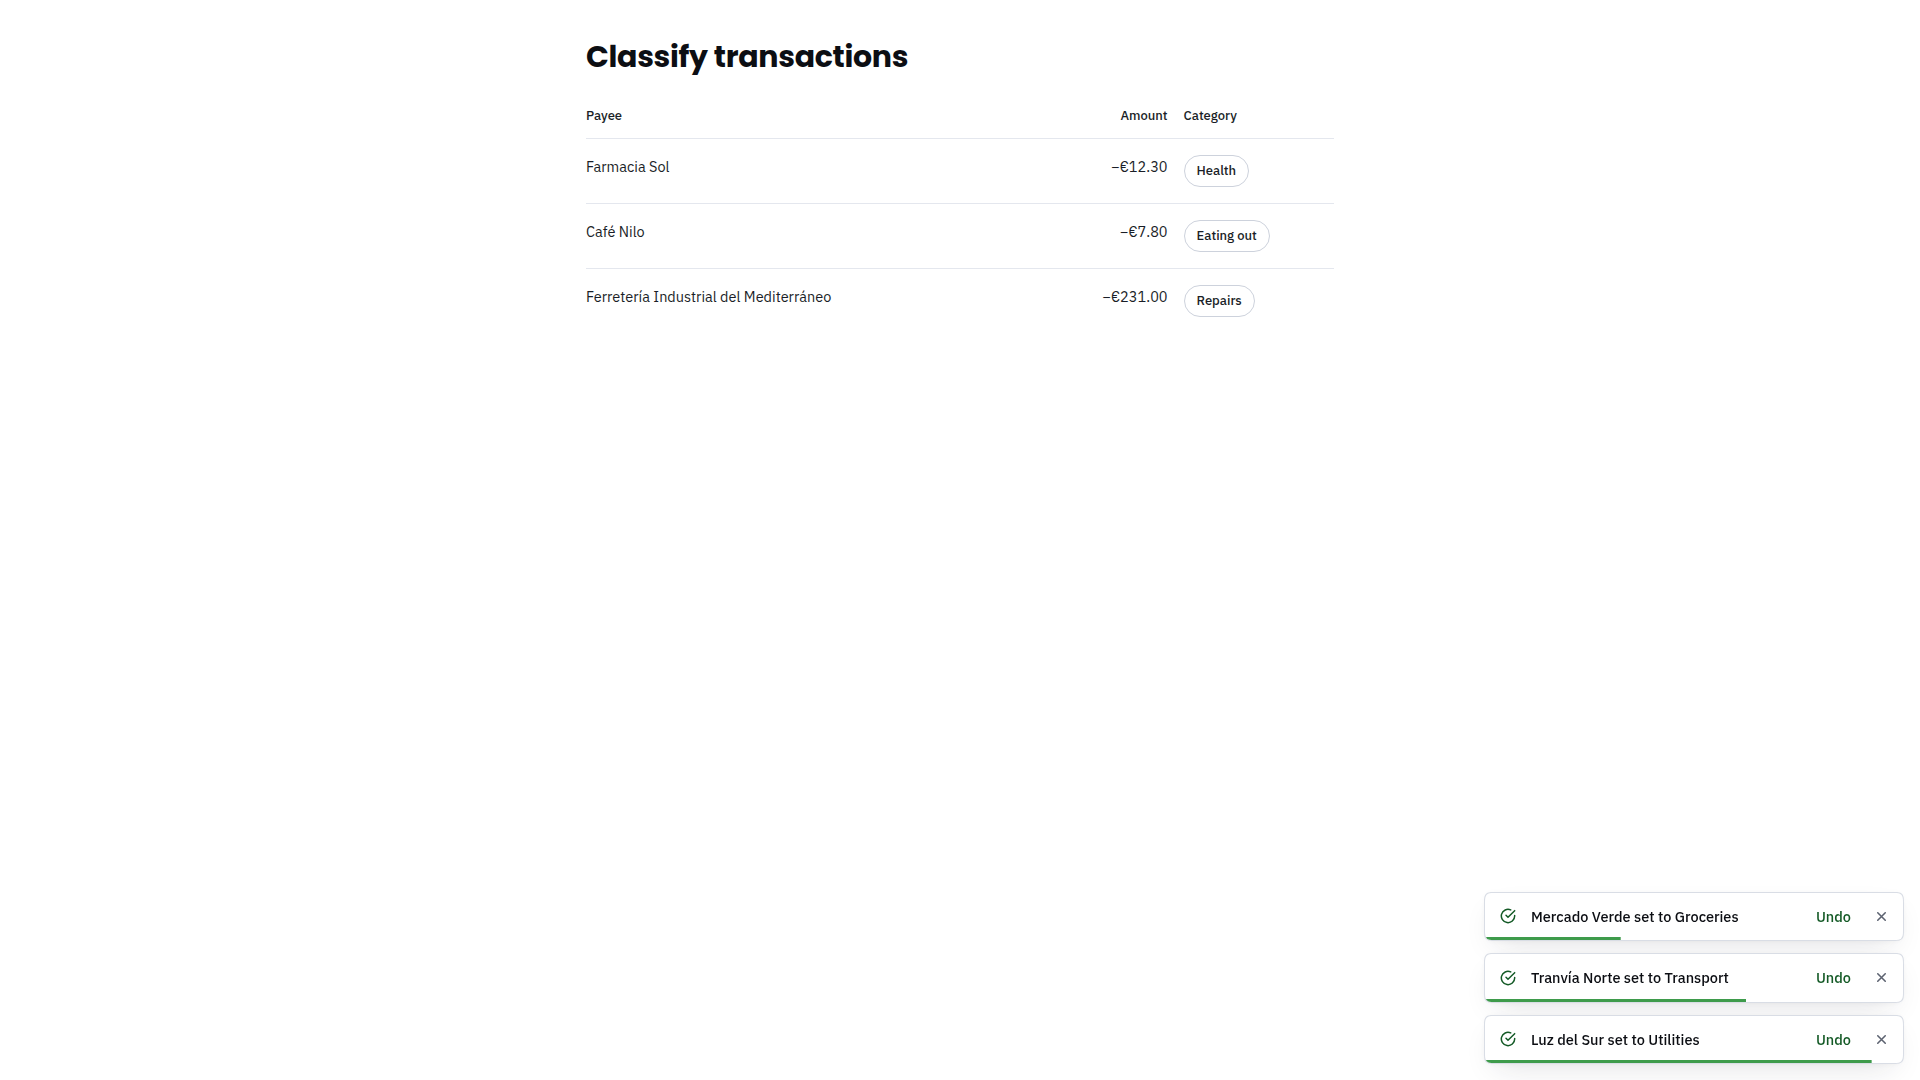 Classify transactions
Payee Amount Category
Farmacia Sol −€12.30 Health
Café Nilo −€7.80 Eating out
Ferretería Industrial del Mediterráneo −€231.00 Repairs
Mercado Verde set to Groceries Undo
Tranvía Norte set to Transport Undo
Luz del Sur set to Utilities Undo